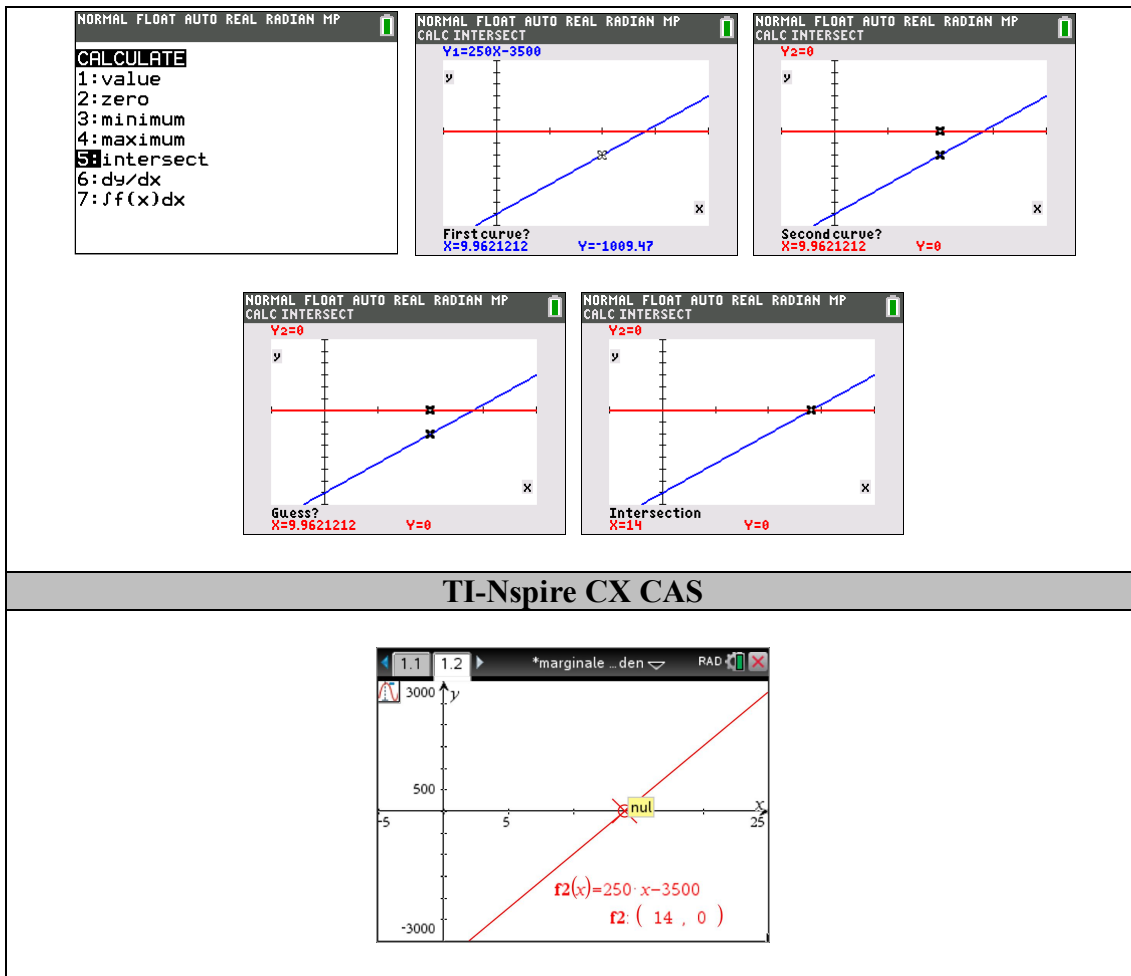 NORMAL FLOAT AUTO REAL RADIAN MP
CALCULATE
1:value
2:zero
3:minimum
4:maximum
5:intersect
6:dy/dx
7:∫f(x)dx
NORMAL FLOAT AUTO REAL RADIAN MP
CALC INTERSECT
Y1=250X-3500
y
x
First curve?
X=9.9621212 Y=-1009.47
NORMAL FLOAT AUTO REAL RADIAN MP
CALC INTERSECT
Y2=0
y
x
Second curve?
X=9.9621212 Y=0
NORMAL FLOAT AUTO REAL RADIAN MP
CALC INTERSECT
Y2=0
y
x
Guess?
X=9.9621212 Y=0
NORMAL FLOAT AUTO REAL RADIAN MP
CALC INTERSECT
Y2=0
y
x
Intersection
X=14 Y=0
TI-Nspire CX CAS
1.1 1.2 *marginale …den RAD
3000 y
500
nul x
-5 5 25
f2(x)=250·x-3500
f2: ( 14 , 0 )
-3000